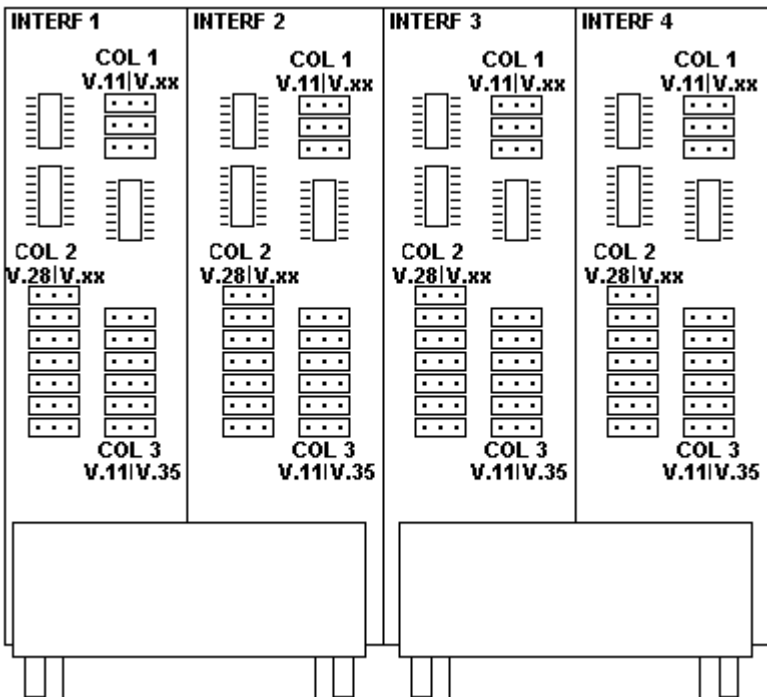 INTERF 1 INTERF 2 INTERF 3 INTERF 4
COL 1 COL 1 COL 1 COL 1
V.11|V.xx V.11|V.xx V.11|V.xx V.11|V.xx
COL 2 COL 2 COL 2 COL 2
V.28|V.xx V.28|V.xx V.28|V.xx V.28|V.xx
COL 3 COL 3 COL 3 COL 3
V.11|V.35 V.11|V.35 V.11|V.35 V.11|V.35